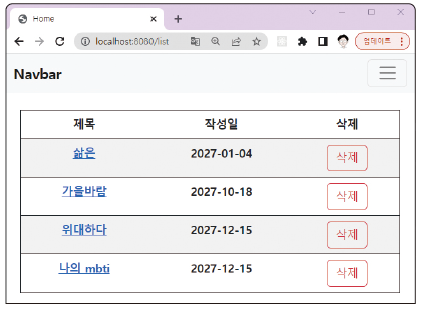 Home
localhost:8080/list
업데이트
Navbar
제목 작성일 삭제
삶은 2027-01-04 삭제
가을바람 2027-10-18 삭제
위대하다 2027-12-15 삭제
나의 mbti 2027-12-15 삭제